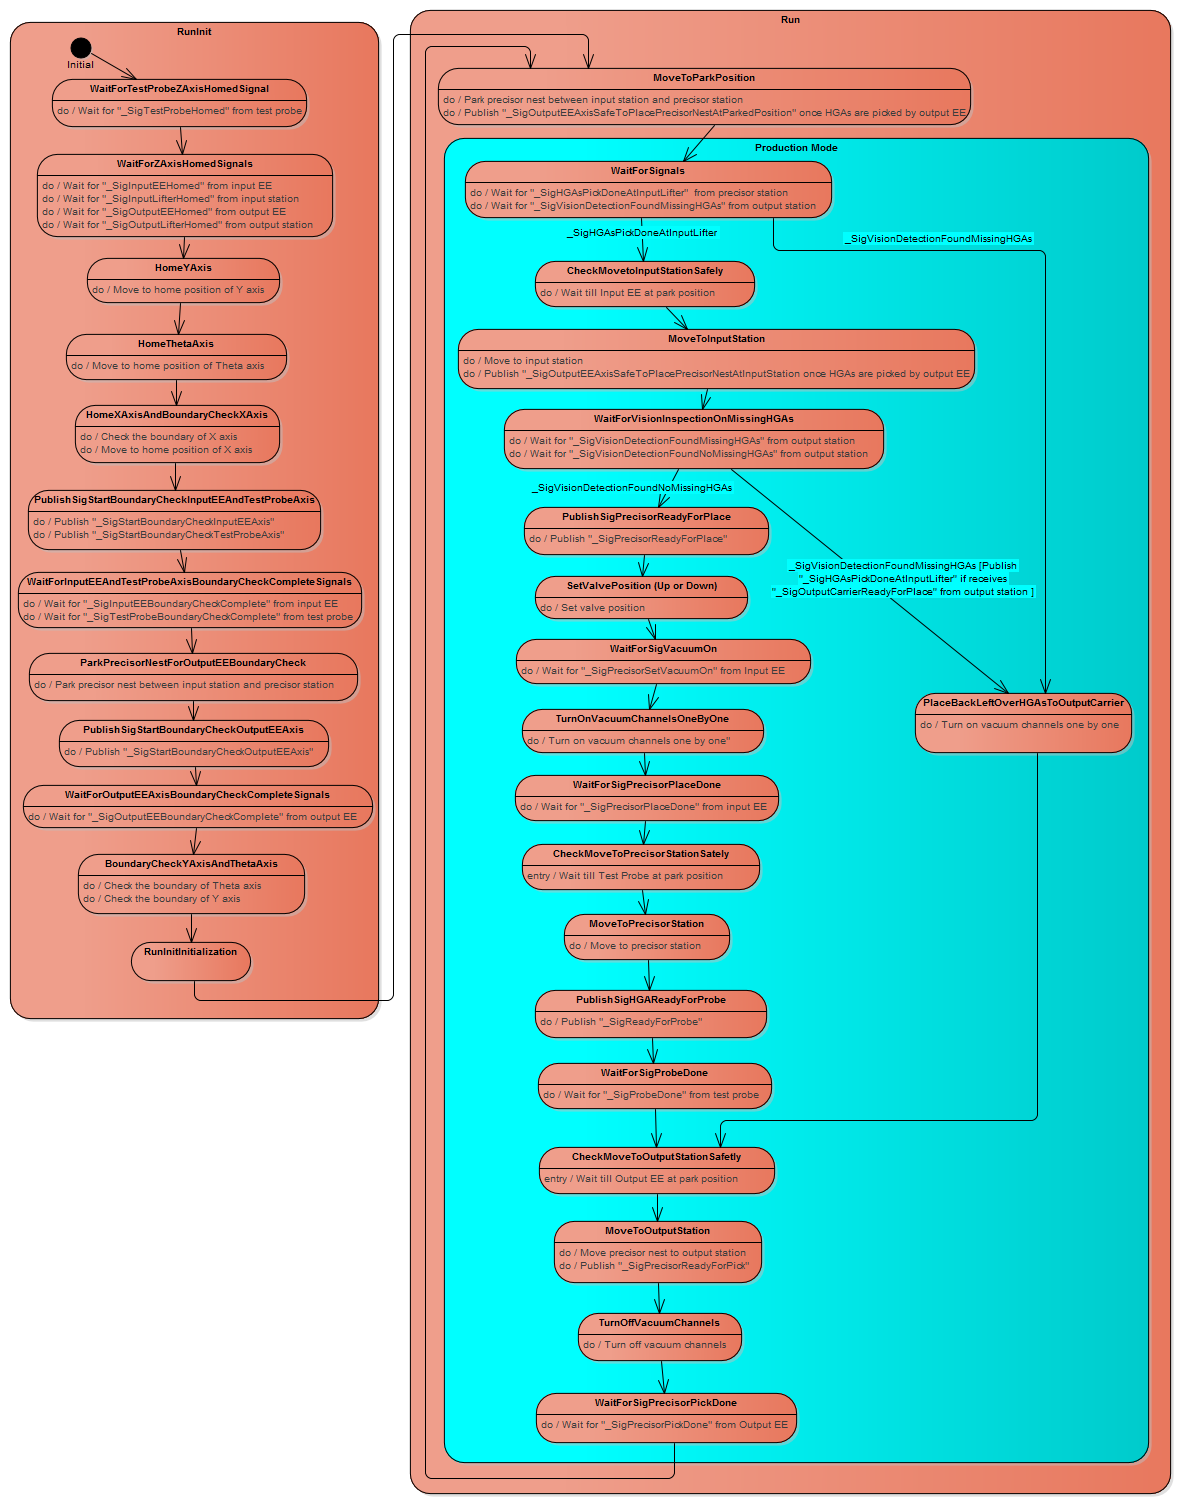 RunInit
Initial
WaitForTestProbeZAxisHomedSignal
do / Wait for "_SigTestProbeHomed" from test probe
WaitForZAxisHomedSignals
do / Wait for "_SigInputEEHomed" from input EE
do / Wait for "_SigInputLifterHomed" from input station
do / Wait for "_SigOutputEEHomed" from output EE
do / Wait for "_SigOutputLifterHomed" from output station
HomeYAxis
do / Move to home position of Y axis
HomeThetaAxis
do / Move to home position of Theta axis
HomeXAxisAndBoundaryCheckXAxis
do / Check the boundary of X axis
do / Move to home position of X axis
PublishSigStartBoundaryCheckInputEEAndTestProbeAxis
do / Publish "_SigStartBoundaryCheckInputEEAxis"
do / Publish "_SigStartBoundaryCheckTestProbeAxis"
WaitForInputEEAndTestProbeAxisBoundaryCheckCompleteSignals
do / Wait for "_SigInputEEBoundaryCheckComplete" from input EE
do / Wait for "_SigTestProbeBoundaryCheckComplete" from test probe
ParkPrecisorNestForOutputEEBoundaryCheck
do / Park precisor nest between input station and precisor station
PublishSigStartBoundaryCheckOutputEEAxis
do / Publish "_SigStartBoundaryCheckOutputEEAxis"
WaitForOutputEEAxisBoundaryCheckCompleteSignals
do / Wait for "_SigOutputEEBoundaryCheckComplete" from output EE
BoundaryCheckYAxisAndThetaAxis
do / Check the boundary of Theta axis
do / Check the boundary of Y axis
RunInitInitialization
Run
MoveToParkPosition
do / Park precisor nest between input station and precisor station
do / Publish "_SigOutputEEAxisSafeToPlacePrecisorNestAtParkedPosition" once HGAs are picked by output EE
Production Mode
WaitForSignals
do / Wait for "_SigHGAsPickDoneAtInputLifter"  from precisor station
do / Wait for "_SigVisionDetectionFoundMissingHGAs" from output station
_SigHGAsPickDoneAtInputLifter
_SigVisionDetectionFoundMissingHGAs
CheckMovetoInputStationSafely
do / Wait till Input EE at park position
MoveToInputStation
do / Move to input station
do / Publish "_SigOutputEEAxisSafeToPlacePrecisorNestAtInputStation once HGAs are picked by output EE
WaitForVisionInspectionOnMissingHGAs
do / Wait for "_SigVisionDetectionFoundMissingHGAs" from output station
do / Wait for "_SigVisionDetectionFoundNoMissingHGAs" from output station
_SigVisionDetectionFoundNoMissingHGAs
PublishSigPrecisorReadyForPlace
do / Publish "_SigPrecisorReadyForPlace"
_SigVisionDetectionFoundMissingHGAs [Publish
"_SigHGAsPickDoneAtInputLifter" if receives
"_SigOutputCarrierReadyForPlace" from output station ]
SetValvePosition (Up or Down)
do / Set valve position
WaitForSigVacuumOn
do / Wait for "_SigPrecisorSetVacuumOn" from Input EE
TurnOnVacuumChannelsOneByOne
do / Turn on vacuum channels one by one"
PlaceBackLeftOverHGAsToOutputCarrier
do / Turn on vacuum channels one by one
WaitForSigPrecisorPlaceDone
do / Wait for "_SigPrecisorPlaceDone" from input EE
CheckMoveToPrecisorStationSately
entry / Wait till Test Probe at park position
MoveToPrecisorStation
do / Move to precisor station
PublishSigHGAReadyForProbe
do / Publish "_SigReadyForProbe"
WaitForSigProbeDone
do / Wait for "_SigProbeDone" from test probe
CheckMoveToOutputStationSafetly
entry / Wait till Output EE at park position
MoveToOutputStation
do / Move precisor nest to output station
do / Publish "_SigPrecisorReadyForPick"
TurnOffVacuumChannels
do / Turn off vacuum channels
WaitForSigPrecisorPickDone
do / Wait for "_SigPrecisorPickDone" from Output EE